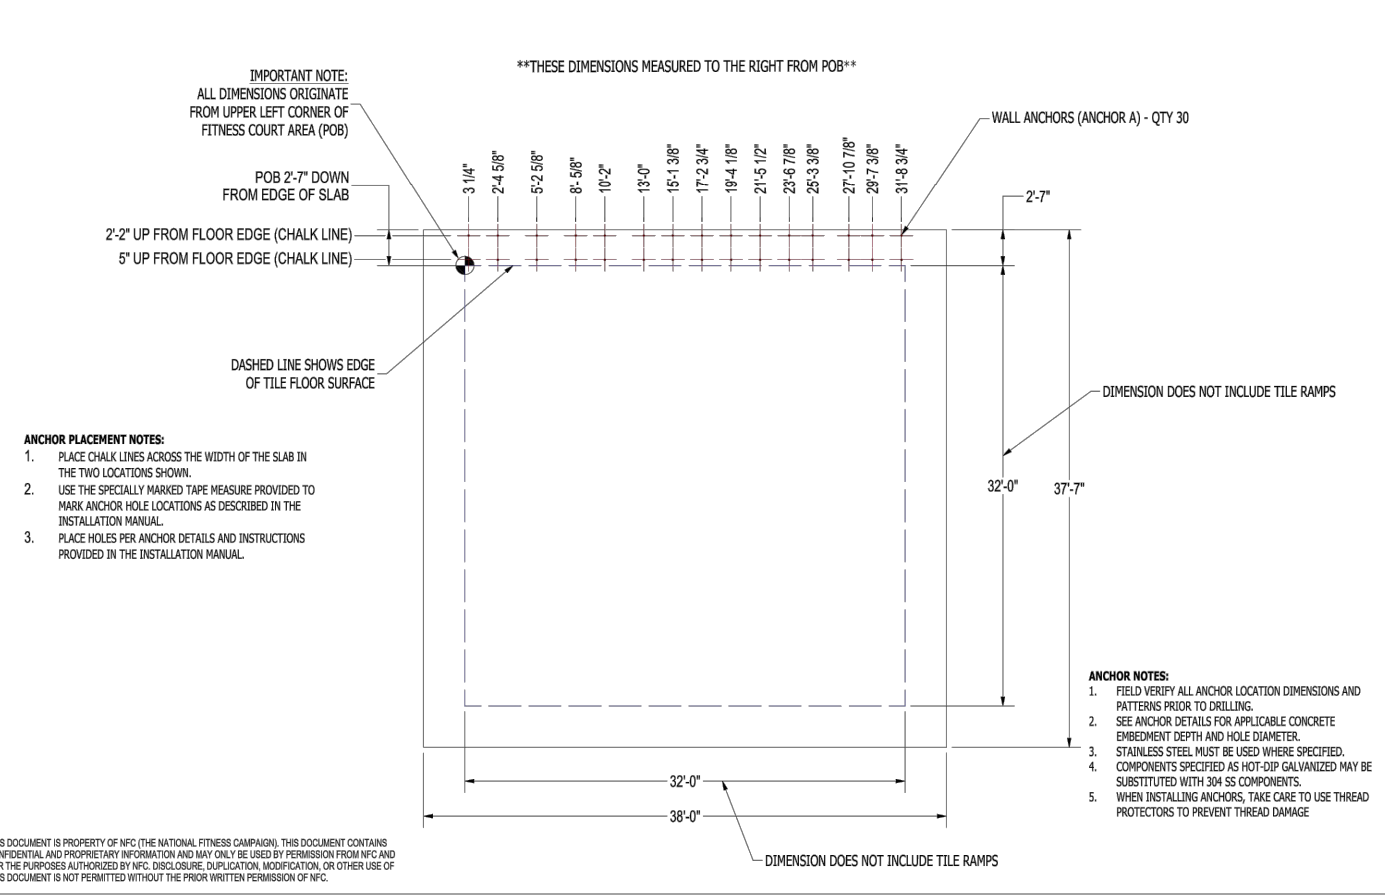 **THESE DIMENSIONS MEASURED TO THE RIGHT FROM POB**
IMPORTANT NOTE:
ALL DIMENSIONS ORIGINATE
FROM UPPER LEFT CORNER OF
FITNESS COURT AREA (POB)
WALL ANCHORS (ANCHOR A) - QTY 30
POB 2'-7" DOWN
FROM EDGE OF SLAB
3 1/4"
2'-4 5/8"
5'-2 5/8"
8'- 5/8"
10'-2"
13'-0"
15'-1 3/8"
17'-2 3/4"
19'-4 1/8"
21'-5 1/2"
23'-6 7/8"
25'-3 3/8"
27'-10 7/8"
29'-7 3/8"
31'-8 3/4"
2'-7"
2'-2" UP FROM FLOOR EDGE (CHALK LINE)
5" UP FROM FLOOR EDGE (CHALK LINE)
DASHED LINE SHOWS EDGE
OF TILE FLOOR SURFACE
DIMENSION DOES NOT INCLUDE TILE RAMPS
ANCHOR PLACEMENT NOTES:
1. PLACE CHALK LINES ACROSS THE WIDTH OF THE SLAB IN
THE TWO LOCATIONS SHOWN.
2. USE THE SPECIALLY MARKED TAPE MEASURE PROVIDED TO
MARK ANCHOR HOLE LOCATIONS AS DESCRIBED IN THE
INSTALLATION MANUAL.
3. PLACE HOLES PER ANCHOR DETAILS AND INSTRUCTIONS
PROVIDED IN THE INSTALLATION MANUAL.
32'-0"
37'-7"
ANCHOR NOTES:
1. FIELD VERIFY ALL ANCHOR LOCATION DIMENSIONS AND
PATTERNS PRIOR TO DRILLING.
2. SEE ANCHOR DETAILS FOR APPLICABLE CONCRETE
EMBEDMENT DEPTH AND HOLE DIAMETER.
3. STAINLESS STEEL MUST BE USED WHERE SPECIFIED.
4. COMPONENTS SPECIFIED AS HOT-DIP GALVANIZED MAY BE
SUBSTITUTED WITH 304 SS COMPONENTS.
5. WHEN INSTALLING ANCHORS, TAKE CARE TO USE THREAD
PROTECTORS TO PREVENT THREAD DAMAGE
32'-0"
38'-0"
DIMENSION DOES NOT INCLUDE TILE RAMPS
S DOCUMENT IS PROPERTY OF NFC (THE NATIONAL FITNESS CAMPAIGN). THIS DOCUMENT CONTAINS
NFIDENTIAL AND PROPRIETARY INFORMATION AND MAY ONLY BE USED BY PERMISSION FROM NFC AND
R THE PURPOSES AUTHORIZED BY NFC. DISCLOSURE, DUPLICATION, MODIFICATION, OR OTHER USE OF
S DOCUMENT IS NOT PERMITTED WITHOUT THE PRIOR WRITTEN PERMISSION OF NFC.